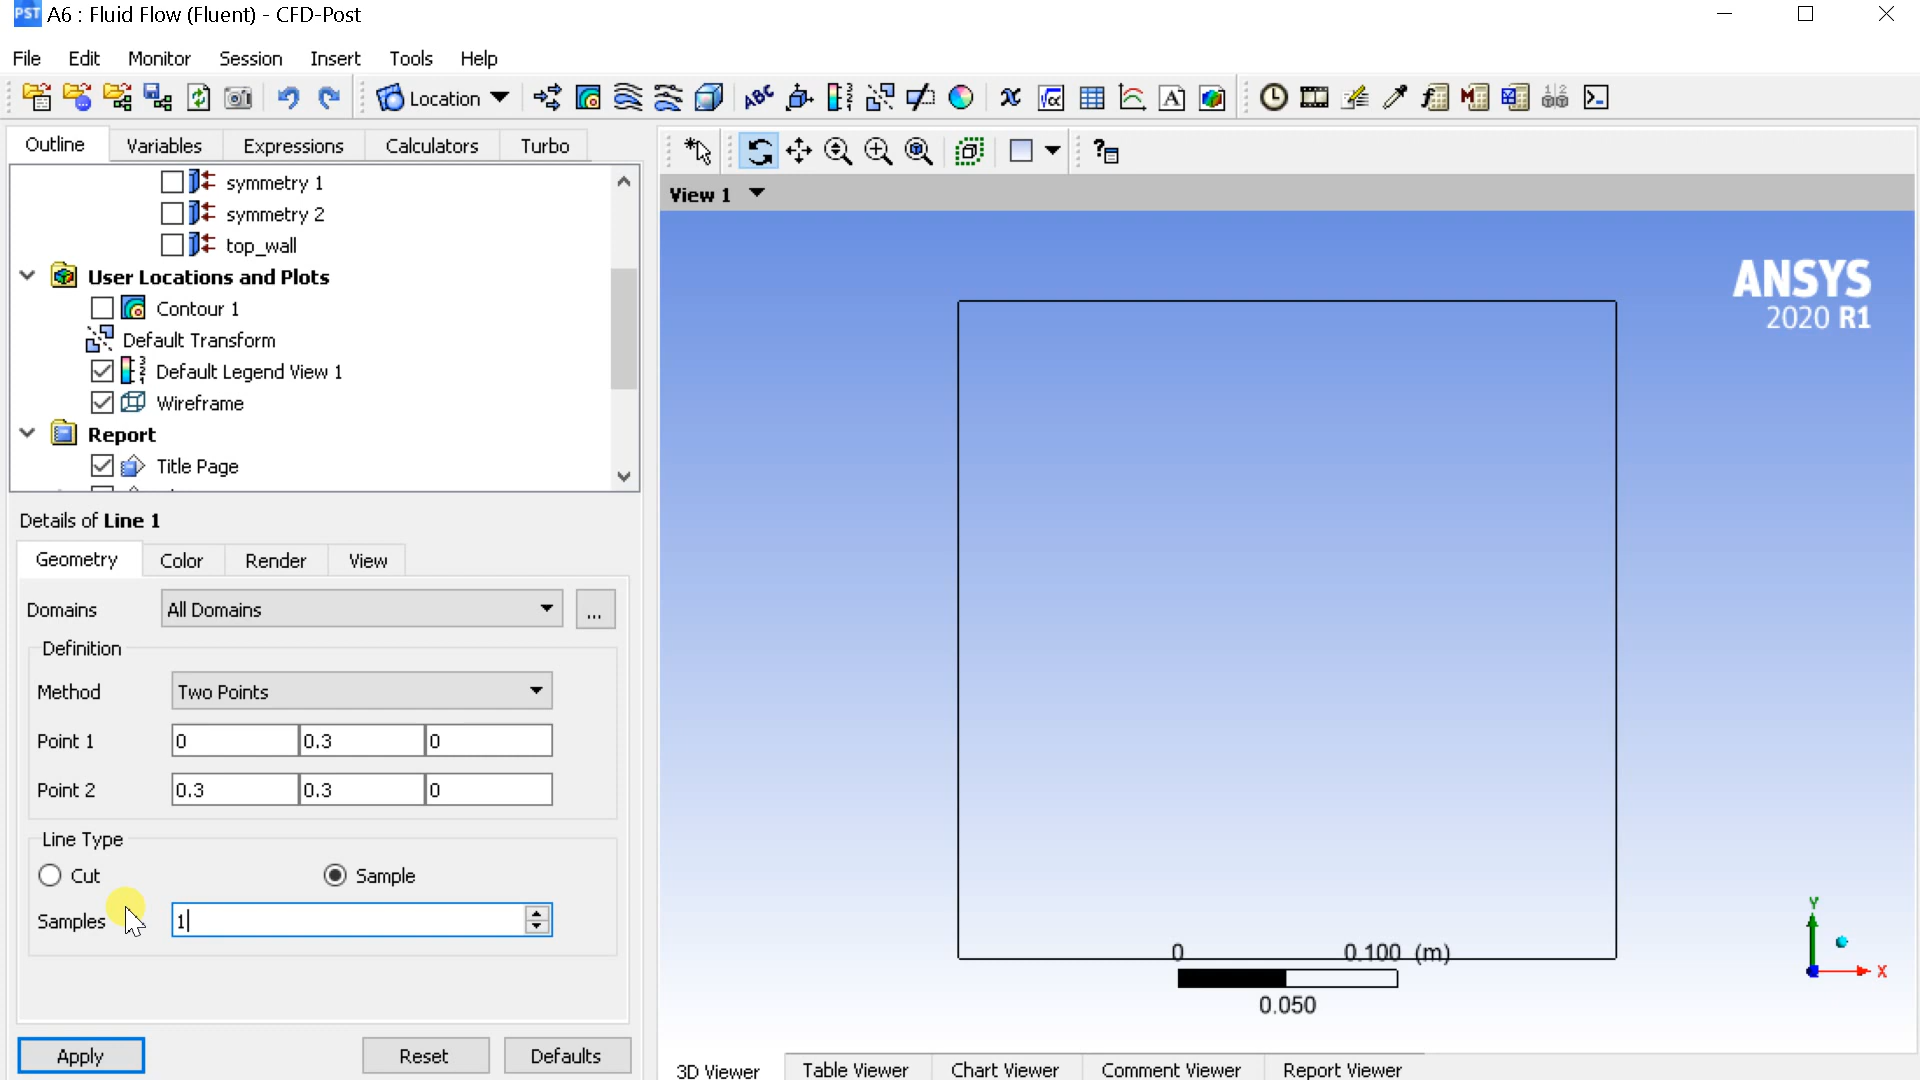 PST A6 : Fluid Flow (Fluent) - CFD-Post
File Edit Monitor Session Insert Tools Help
Location
Outline Variables Expressions Calculators Turbo
View 1
symmetry 1
symmetry 2
top_wall
User Locations and Plots
Contour 1
Default Transform
Default Legend View 1
Wireframe
Report
Title Page
Details of Line 1
Geometry Color Render View
Domains All Domains ...
Definition
Method Two Points
Point 1 0 0.3 0
Point 2 0.3 0.3 0
Line Type
Cut Sample
Samples 1
Apply Reset Defaults
ANSYS
2020 R1
0 0.100 (m)
0.050
Y
X
3D Viewer Table Viewer Chart Viewer Comment Viewer Report Viewer